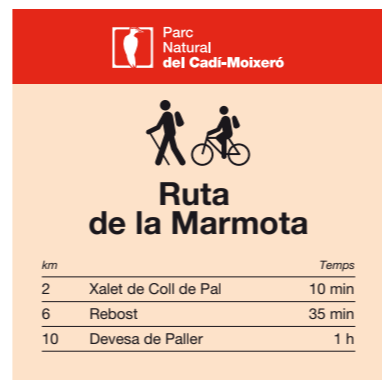 Parc
Natural
del Cadí-Moixeró
Ruta
de la Marmota
km Temps
2 Xalet de Coll de Pal 10 min
6 Rebost 35 min
10 Devesa de Paller 1 h